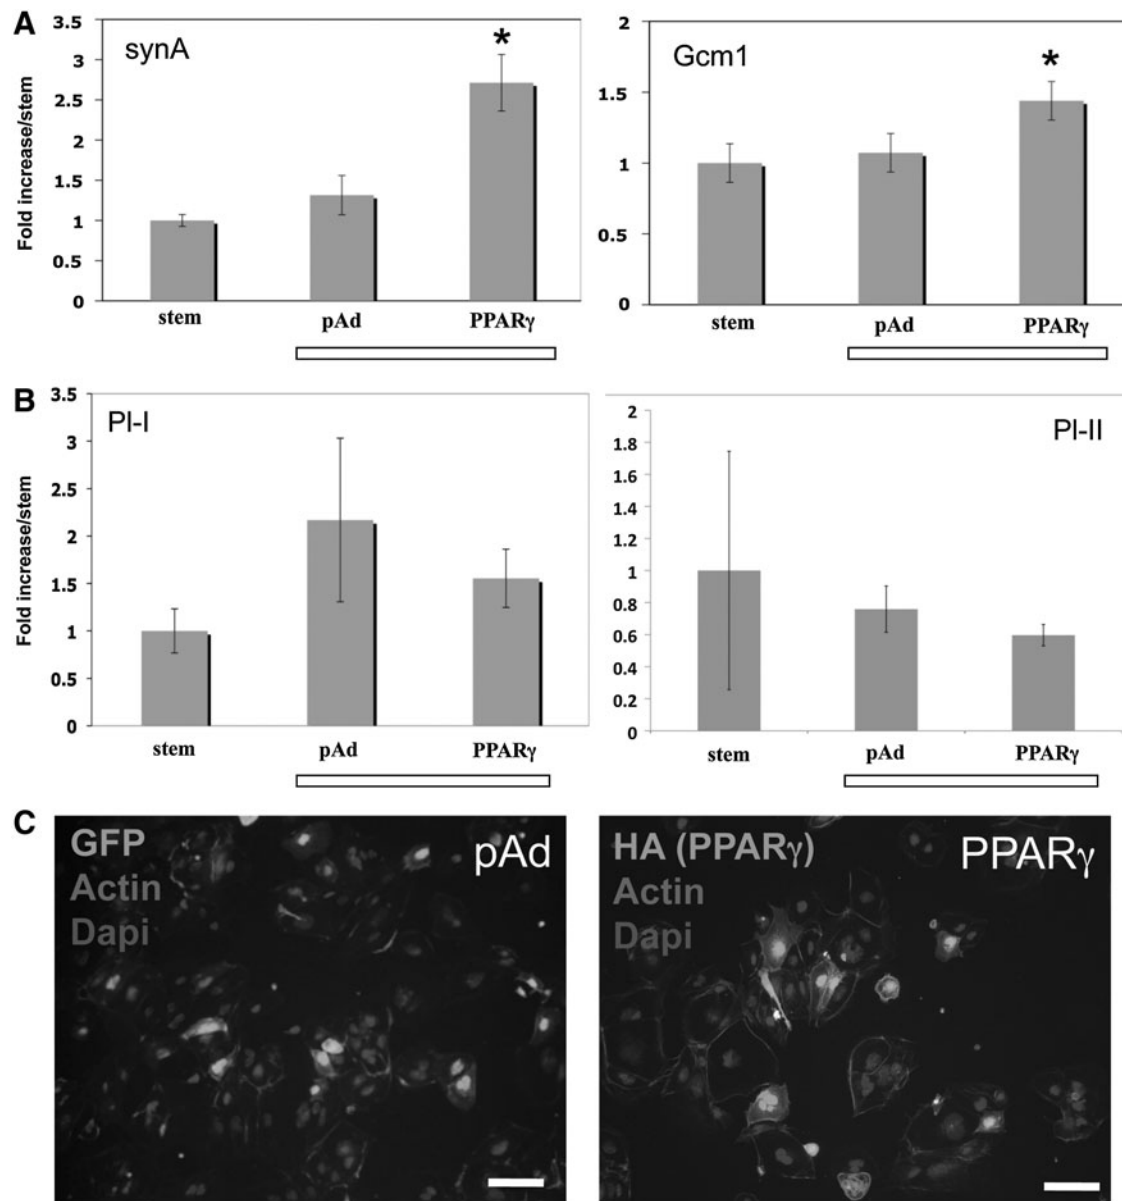 A
synA
Fold increase/stem
3.5
3
2.5
2
1.5
1
0.5
0
*
stem
pAd
PPARγ
Gcm1
2
1.5
1
0.5
0
*
stem
pAd
PPARγ
B
Pl-I
Fold increase/stem
3.5
3
2.5
2
1.5
1
0.5
0
stem
pAd
PPARγ
Pl-II
2
1.8
1.6
1.4
1.2
1
0.8
0.6
0.4
0.2
0
stem
pAd
PPARγ
C
GFP
Actin
Dapi
pAd
HA (PPARγ)
Actin
Dapi
PPARγ